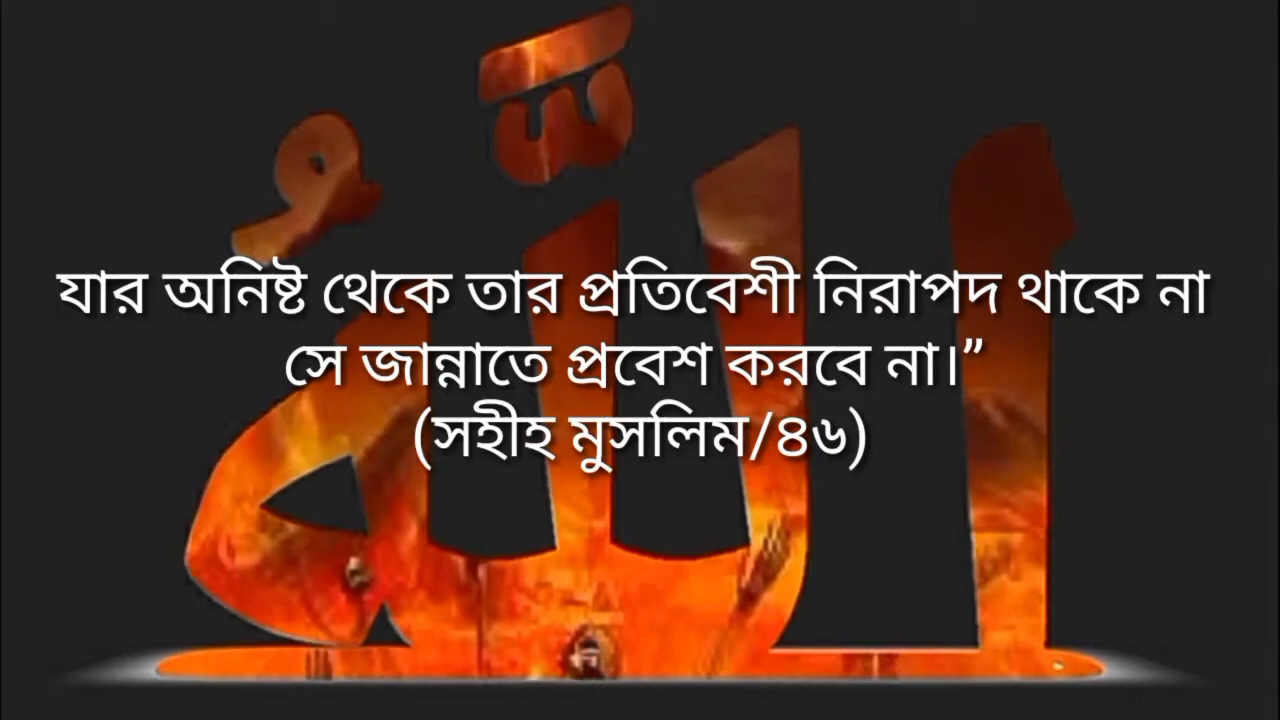 الله
যার অনিষ্ট থেকে তার প্রতিবেশী নিরাপদ থাকে না
সে জান্নাতে প্রবেশ করবে না।”
(সহীহ মুসলিম/৪৬)